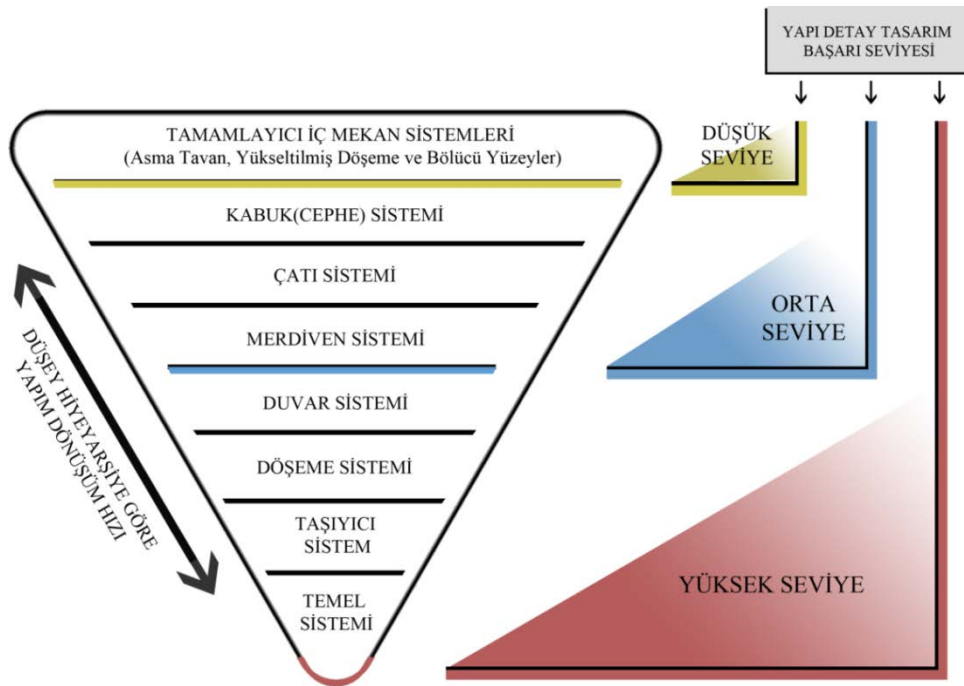 YAPI DETAY TASARIM
BAŞARI SEVİYESİ
TAMAMLAYICI İÇ MEKAN SİSTEMLERİ
(Asma Tavan, Yükseltilmiş Döşeme ve Bölücü Yüzeyler)
KABUK(CEPHE) SİSTEMİ
ÇATI SİSTEMİ
MERDİVEN SİSTEMİ
DUVAR SİSTEMİ
DÖŞEME SİSTEMİ
TAŞIYICI
SİSTEM
TEMEL
SİSTEMİ
DÜŞEY HİYEYARŞİYE GÖRE
YAPIM DÖNÜŞÜM HIZI
DÜŞÜK
SEVİYE
ORTA
SEVİYE
YÜKSEK SEVİYE